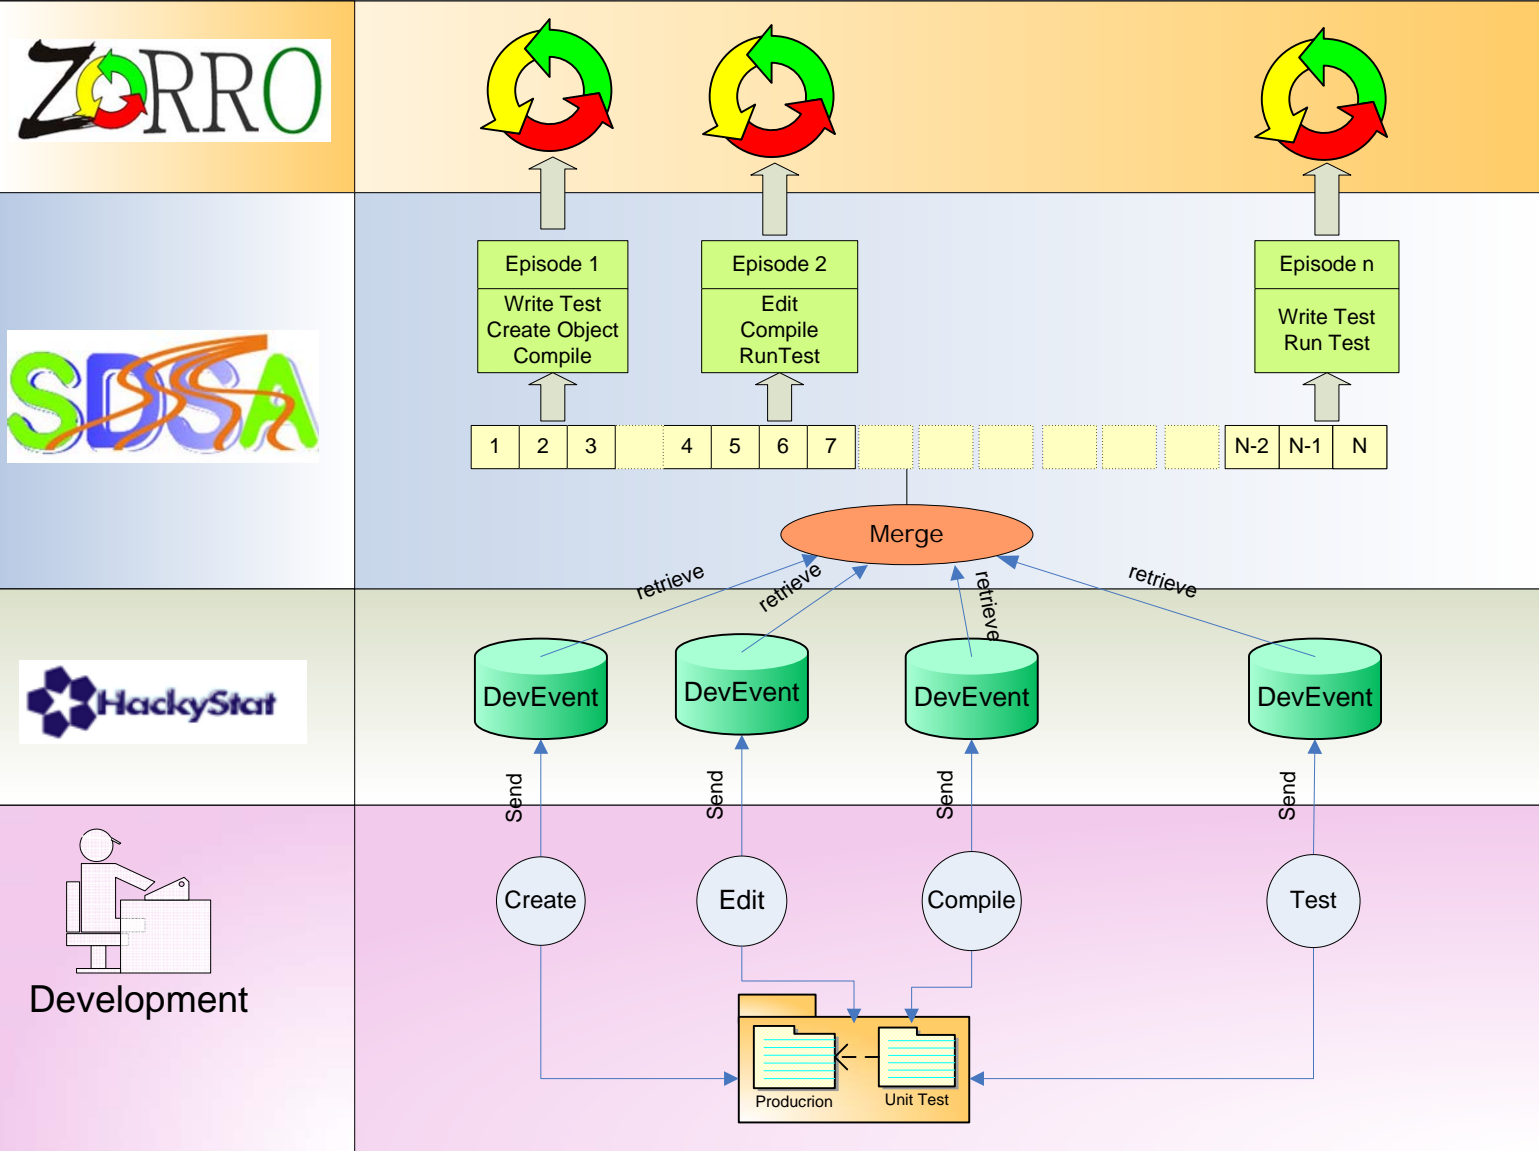 ZORRO
Episode 1
Write Test
Create Object
Compile
Episode 2
Edit
Compile
RunTest
Episode n
Write Test
Run Test
SDSA
1 2 3 4 5 6 7 N-2 N-1 N
Merge
retrieve retrieve retrieve retrieve
HackyStat
DevEvent DevEvent DevEvent DevEvent
Send Send Send Send
Create Edit Compile Test
Development
Producrion Unit Test